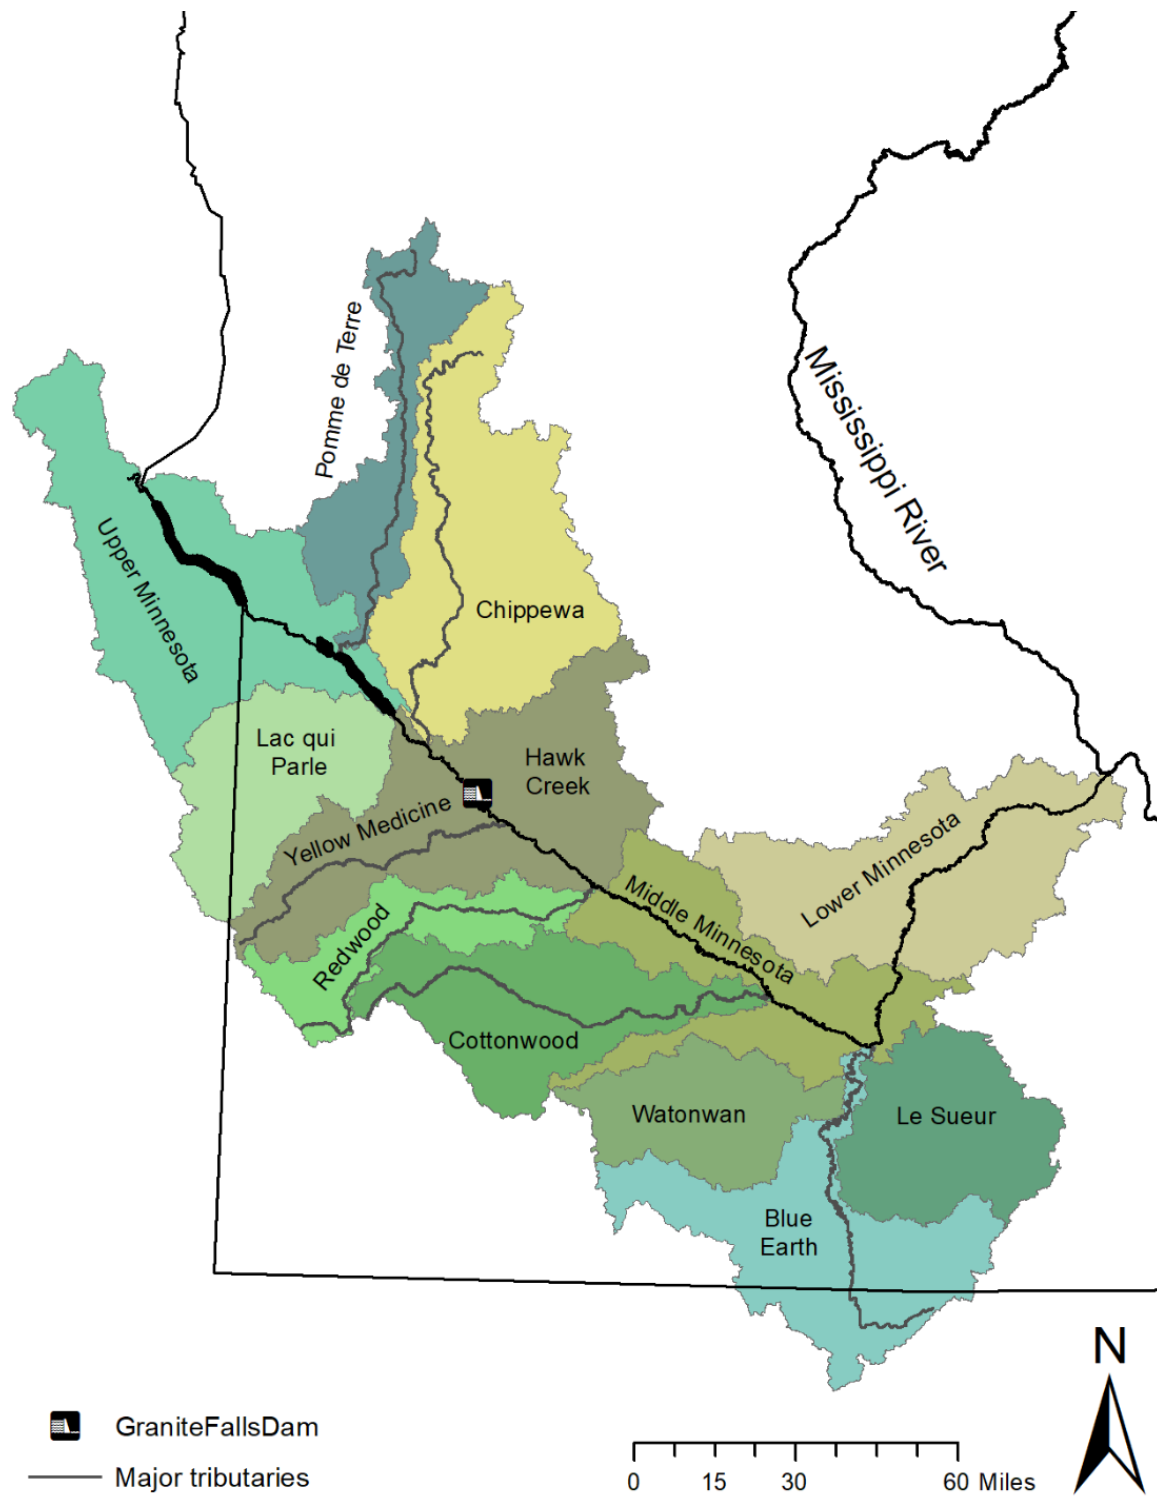 Pomme de Terre
Mississippi River
Upper Minnesota
Chippewa
Lac qui
Parle
Hawk
Creek
Yellow Medicine
Lower Minnesota
Middle Minnesota
Redwood
Cottonwood
Watonwan
Le Sueur
Blue
Earth
N
GraniteFallsDam
Major tributaries
0 15 30 60 Miles